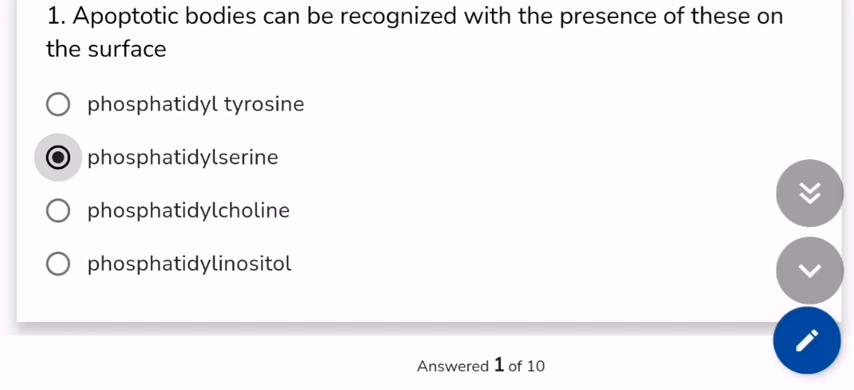 1. Apoptotic bodies can be recognized with the presence of these on
the surface
phosphatidyl tyrosine
phosphatidylserine
phosphatidylcholine
phosphatidylinositol
Answered 1 of 10